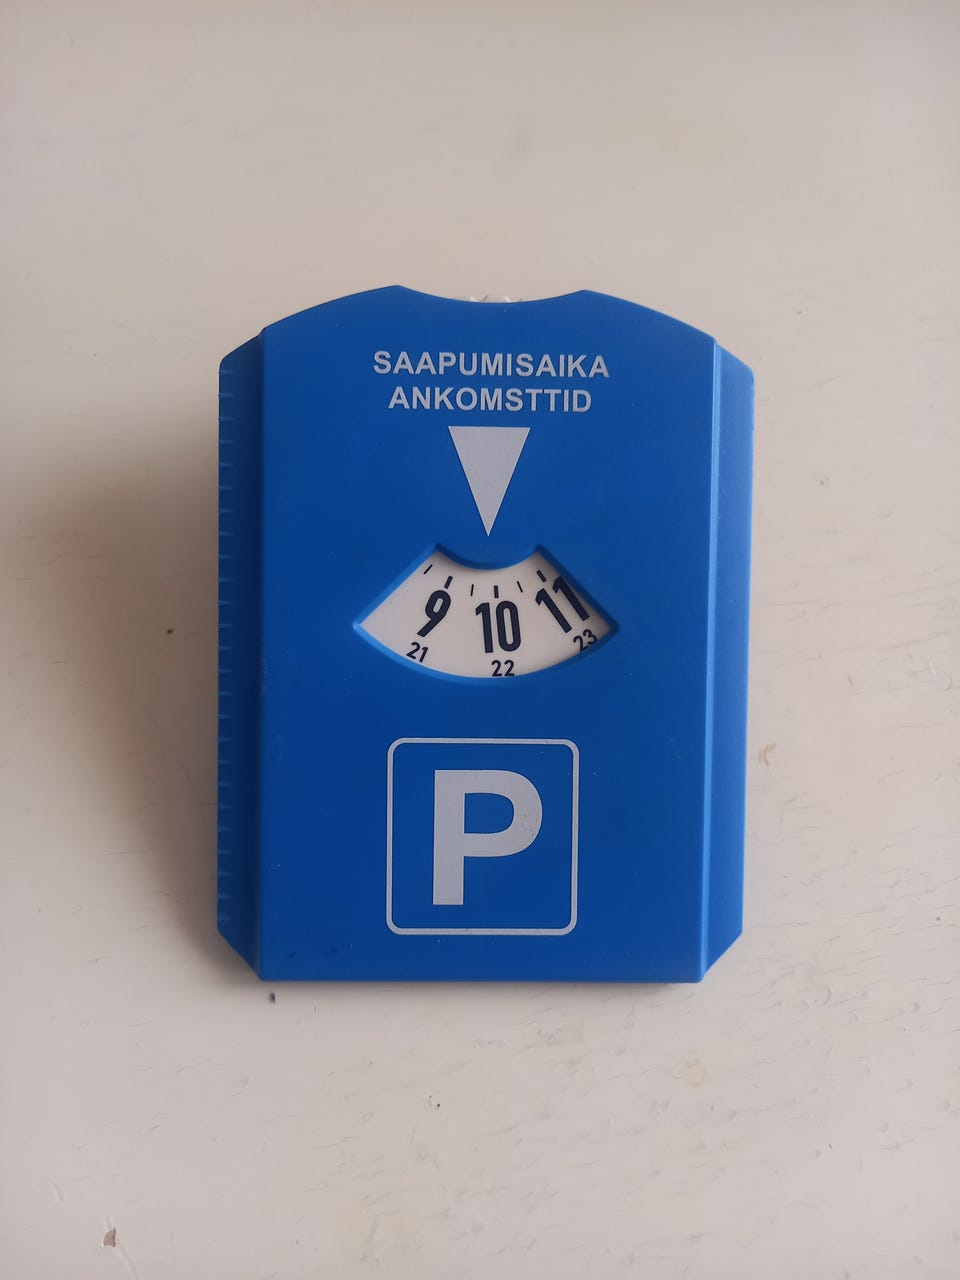 SAAPUMISAIKA
ANKOMSTTID
9 10 11
21 22 23
P